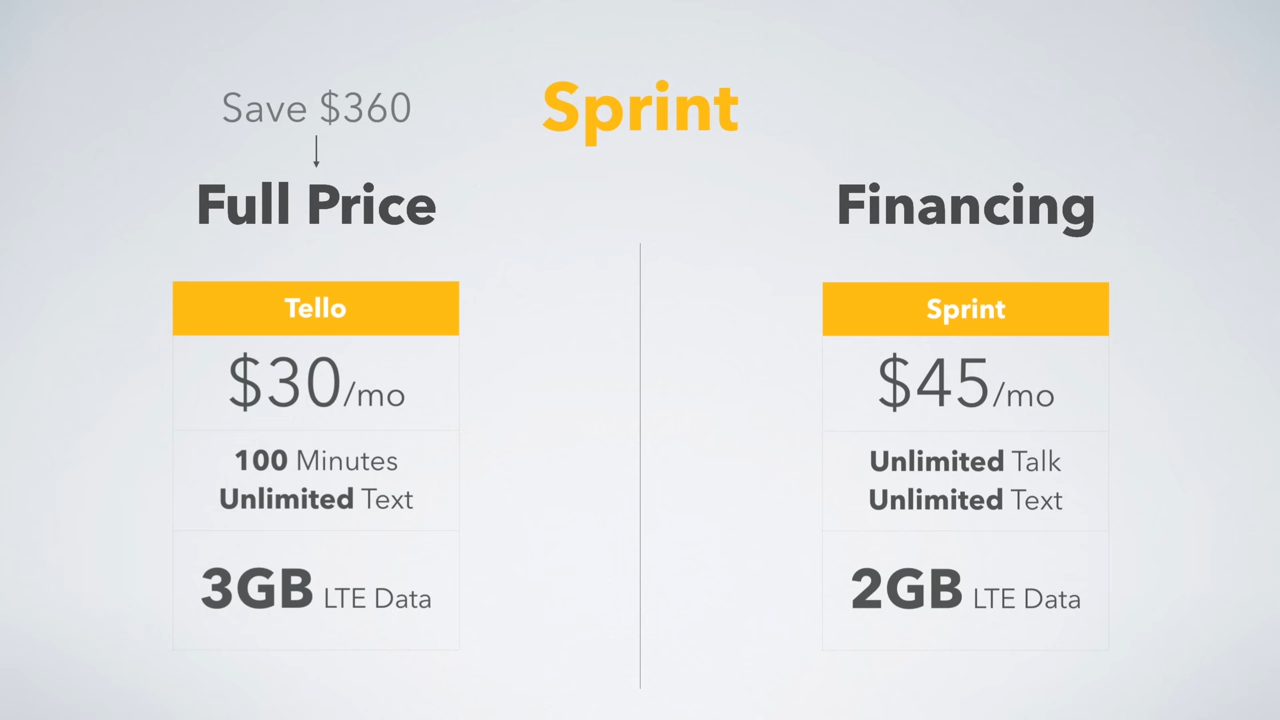 Sprint
Save $360
Full Price
Tello
$30/mo
100 Minutes
Unlimited Text
3GB LTE Data
Financing
Sprint
$45/mo
Unlimited Talk
Unlimited Text
2GB LTE Data